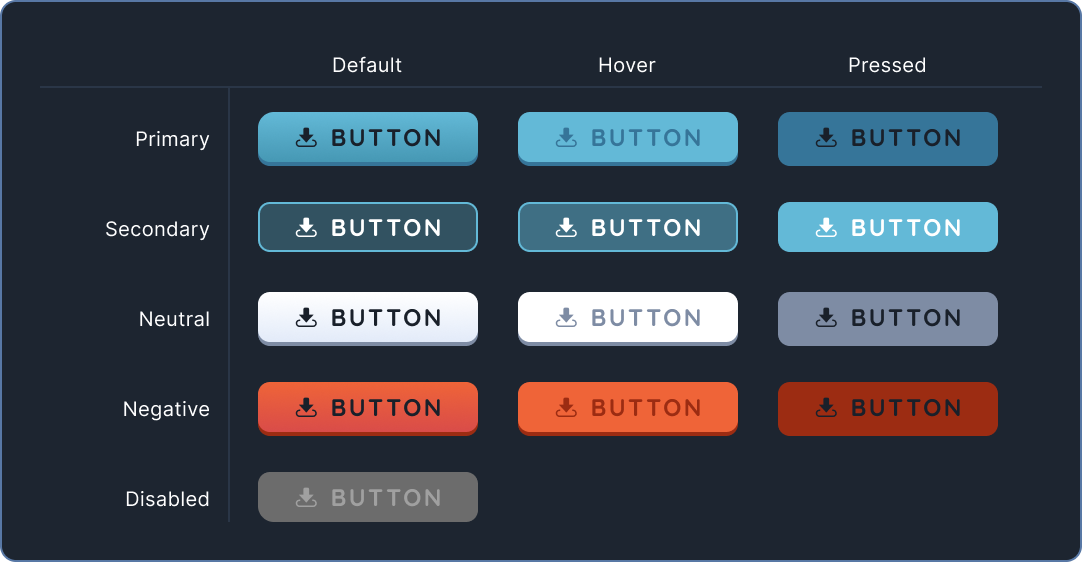 Default Hover Pressed
Primary BUTTON BUTTON BUTTON
Secondary BUTTON BUTTON BUTTON
Neutral BUTTON BUTTON BUTTON
Negative BUTTON BUTTON BUTTON
Disabled BUTTON